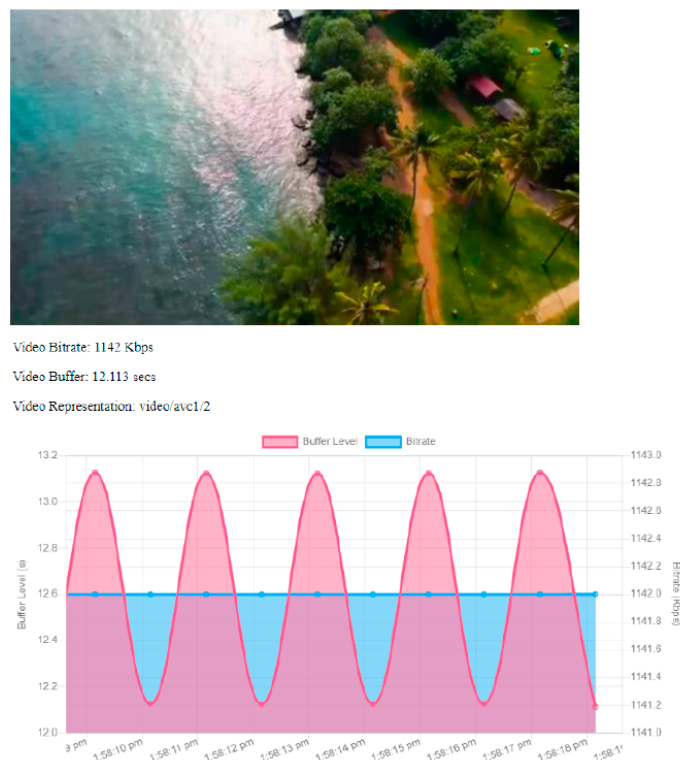 Video Bitrate: 1142 Kbps
Video Buffer: 12.113 secs
Video Representation: video/avc1/2
Buffer Level Bitrate
13.2 1143.0
1142.8
13.0
1142.6
12.8 1142.4
1142.2
12.6 1142.0
1141.8
12.4
1141.6
12.2 1141.4
1141.2
12.0 1141.0
Buffer Level (s)
Bitrate (Kbps)
9 pm 1:58:10 pm 1:58:11 pm 1:58:12 pm 1:58:13 pm 1:58:14 pm 1:58:15 pm 1:58:16 pm 1:58:17 pm 1:58:18 pm